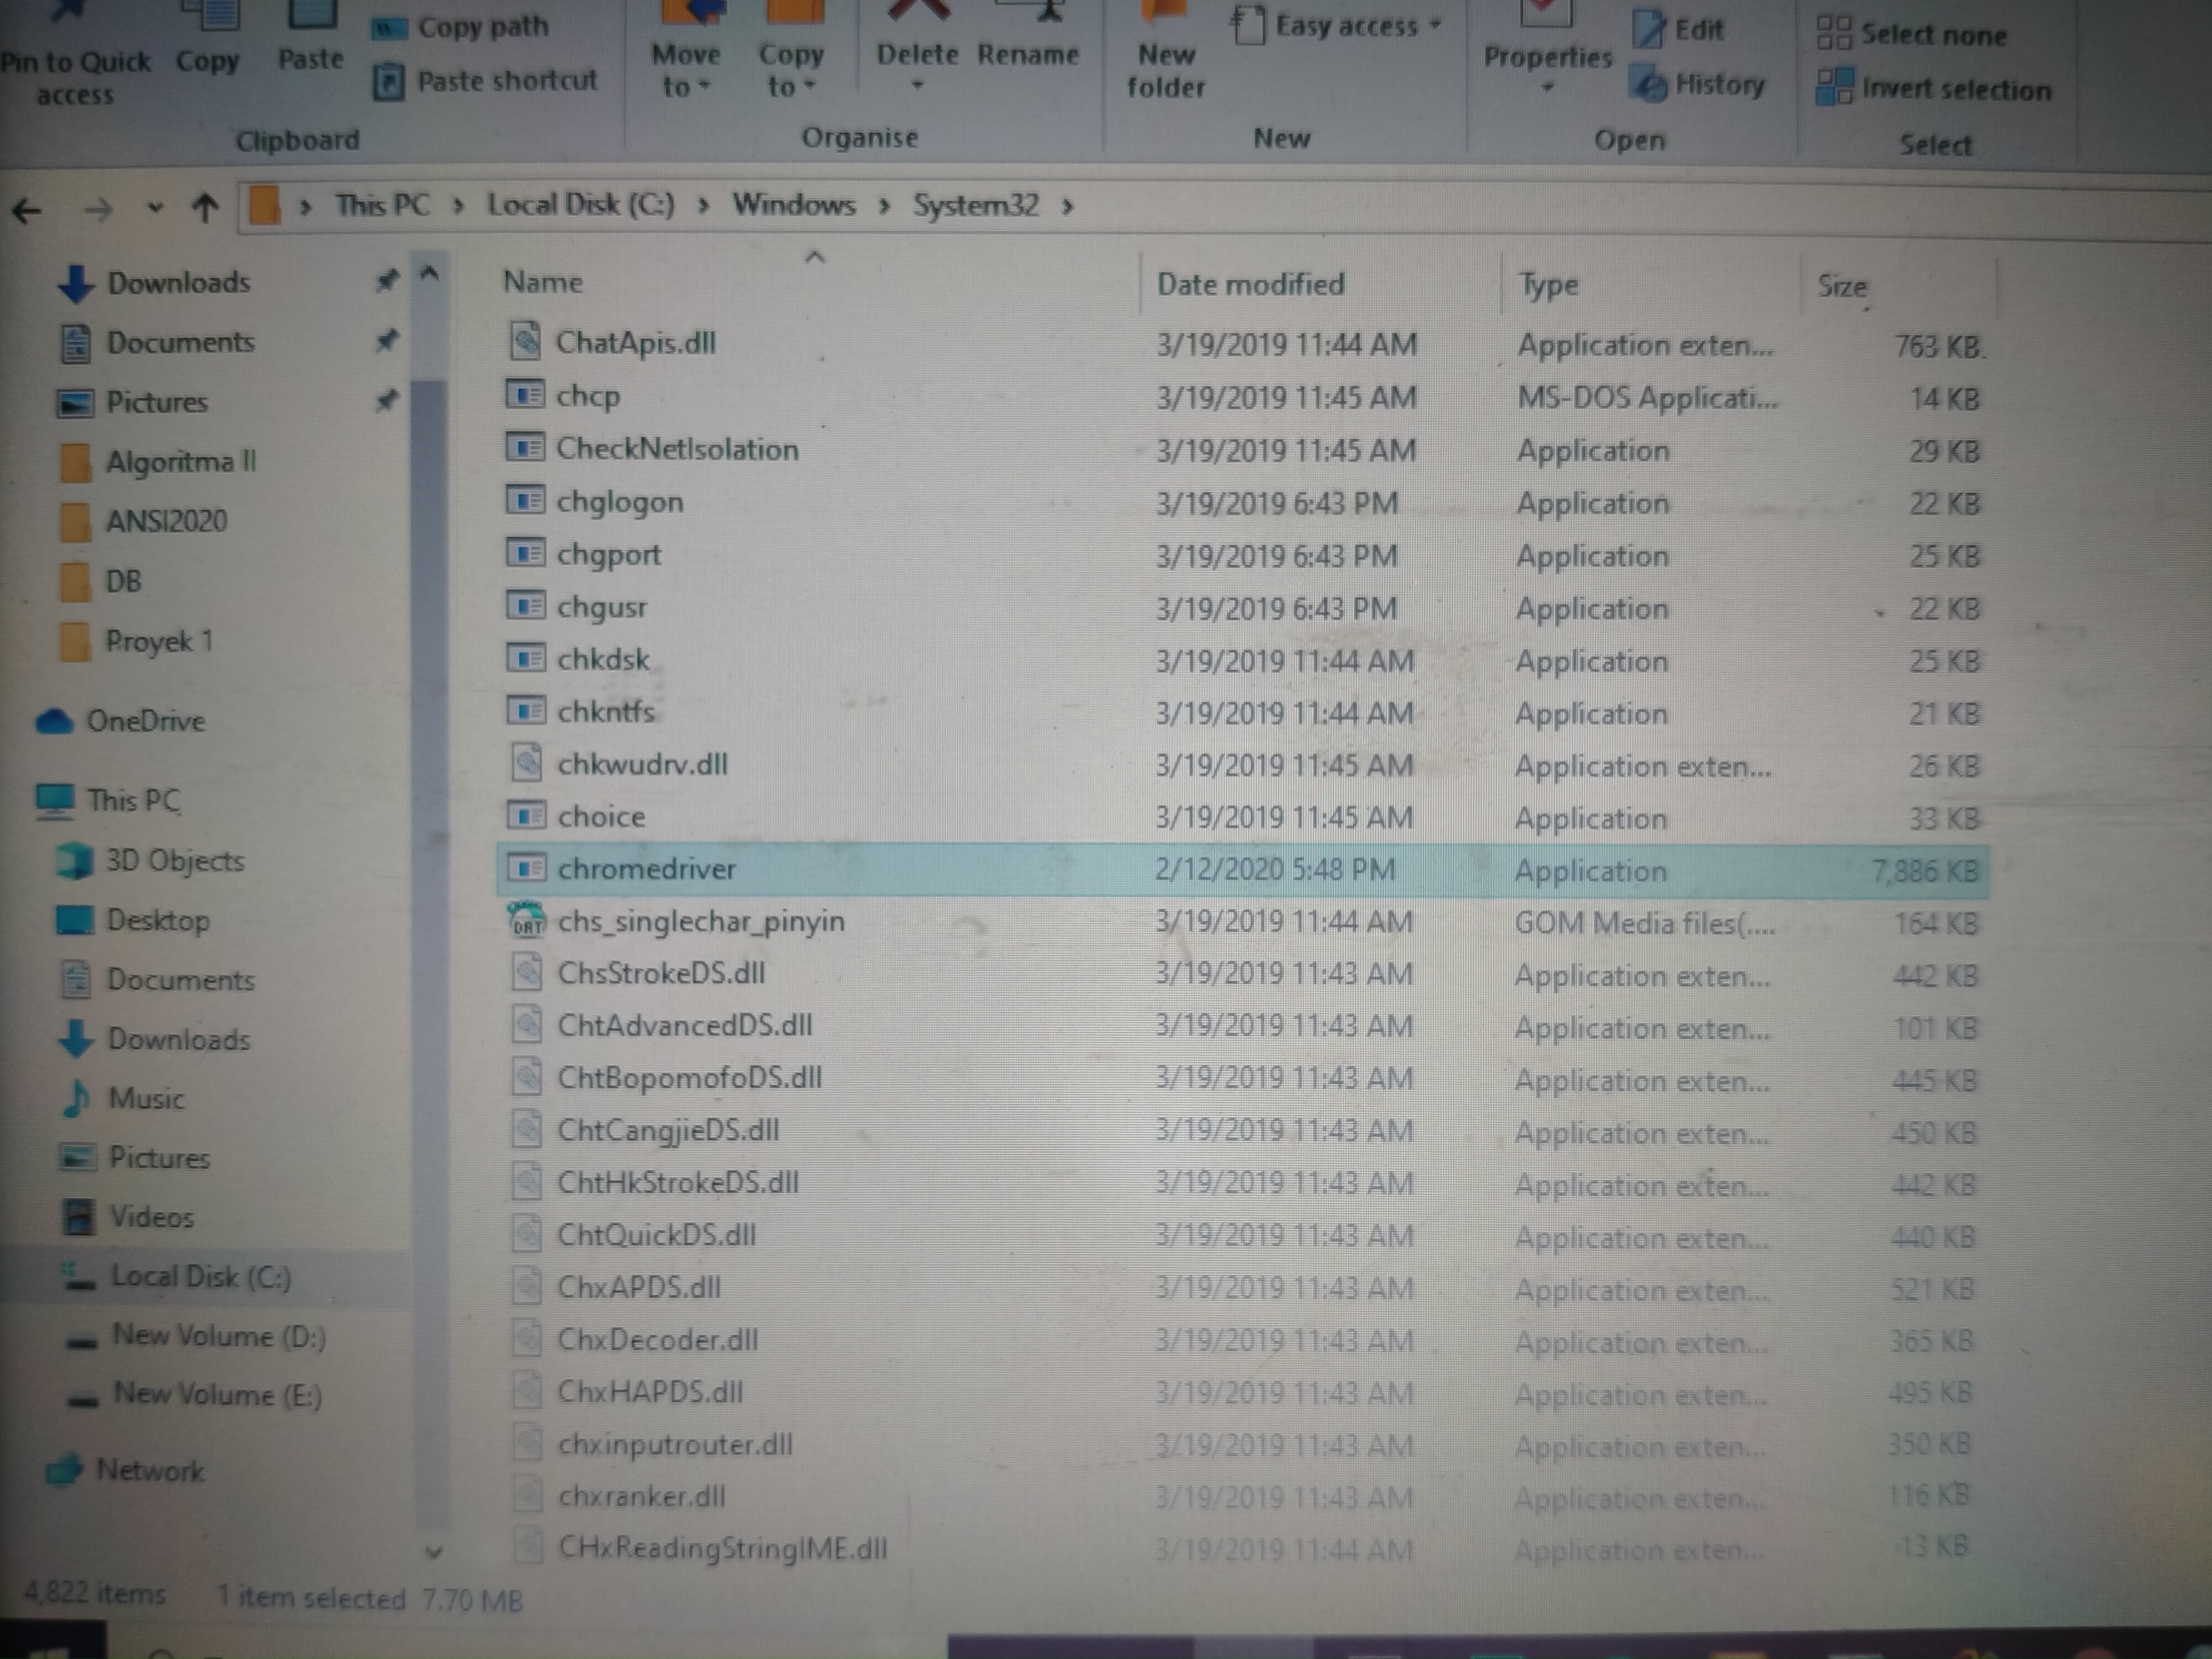 Pin to Quick access
Copy
Paste
Copy path
Paste shortcut
Clipboard
Move to
Copy to
Delete
Rename
Organise
New folder
Easy access
New
Properties
Edit
History
Open
Select none
Invert selection
Select
This PC > Local Disk (C:) > Windows > System32 >
Downloads
Documents
Pictures
Algoritma II
ANSI2020
DB
Proyek 1
OneDrive
This PC
3D Objects
Desktop
Documents
Downloads
Music
Pictures
Videos
Local Disk (C:)
New Volume (D:)
New Volume (E:)
Network
Name Date modified Type Size
ChatApis.dll 3/19/2019 11:44 AM Application exten... 763 KB
chcp 3/19/2019 11:45 AM MS-DOS Applicati... 14 KB
CheckNetIsolation 3/19/2019 11:45 AM Application 29 KB
chglogon 3/19/2019 6:43 PM Application 22 KB
chgport 3/19/2019 6:43 PM Application 25 KB
chgusr 3/19/2019 6:43 PM Application 22 KB
chkdsk 3/19/2019 11:44 AM Application 25 KB
chkntfs 3/19/2019 11:44 AM Application 21 KB
chkwudrv.dll 3/19/2019 11:45 AM Application exten... 26 KB
choice 3/19/2019 11:45 AM Application 33 KB
chromedriver 2/12/2020 5:48 PM Application 7,886 KB
chs_singlechar_pinyin 3/19/2019 11:44 AM GOM Media files(.... 164 KB
ChsStrokeDS.dll 3/19/2019 11:43 AM Application exten... 442 KB
ChtAdvancedDS.dll 3/19/2019 11:43 AM Application exten... 101 KB
ChtBopomofoDS.dll 3/19/2019 11:43 AM Application exten... 445 KB
ChtCangjieDS.dll 3/19/2019 11:43 AM Application exten... 450 KB
ChtHkStrokeDS.dll 3/19/2019 11:43 AM Application exten... 442 KB
ChtQuickDS.dll 3/19/2019 11:43 AM Application exten... 440 KB
ChxAPDS.dll 3/19/2019 11:43 AM Application exten... 521 KB
ChxDecoder.dll 3/19/2019 11:43 AM Application exten... 365 KB
ChxHAPDS.dll 3/19/2019 11:43 AM Application exten... 495 KB
chxinputrouter.dll 3/19/2019 11:43 AM Application exten... 350 KB
chxranker.dll 3/19/2019 11:43 AM Application exten... 116 KB
CHxReadingStringIME.dll 3/19/2019 11:44 AM Application exten... 13 KB
4,822 items 1 item selected 7.70 MB